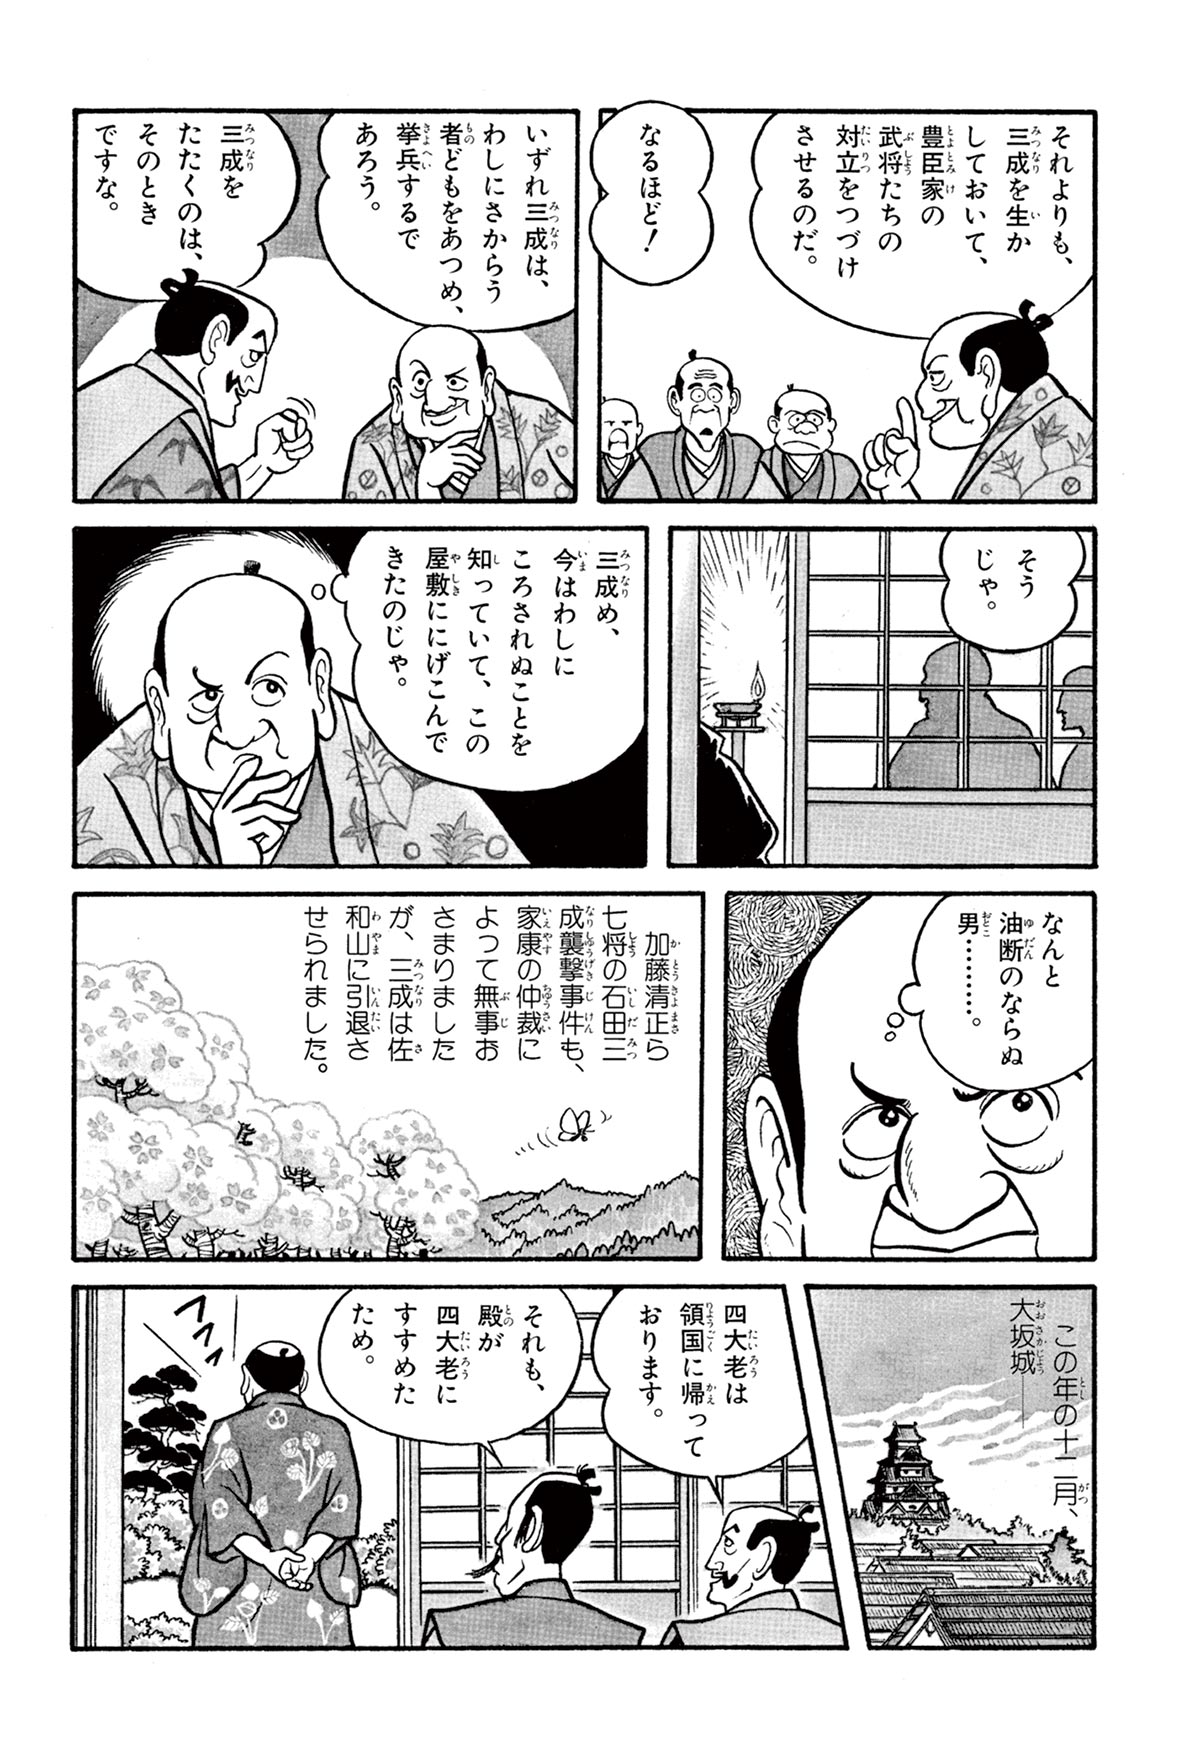 それよりも、
三成を生か
しておいて、
豊臣家の
武将たちの
対立をつづけ
させるのだ。
なるほど!
いずれ三成は、
わしにさからう
者どもをあつめ、
挙兵するで
あろう。
三成を
たたくのは、
そのとき
ですな。
そう
じゃ。
三成め、
今はわしに
ころされぬことを
知っていて、この
屋敷ににげこんで
きたのじゃ。
なんと
油断のならぬ
男………。
加藤清正ら
七将の石田三
成襲撃事件も、
家康の仲裁に
よって無事お
さまりました
が、三成は佐
和山に引退さ
せられました。
この年の十二月、
大坂城――
四大老は
領国に帰って
おります。
それも、
殿が
四大老に
すすめた
ため。